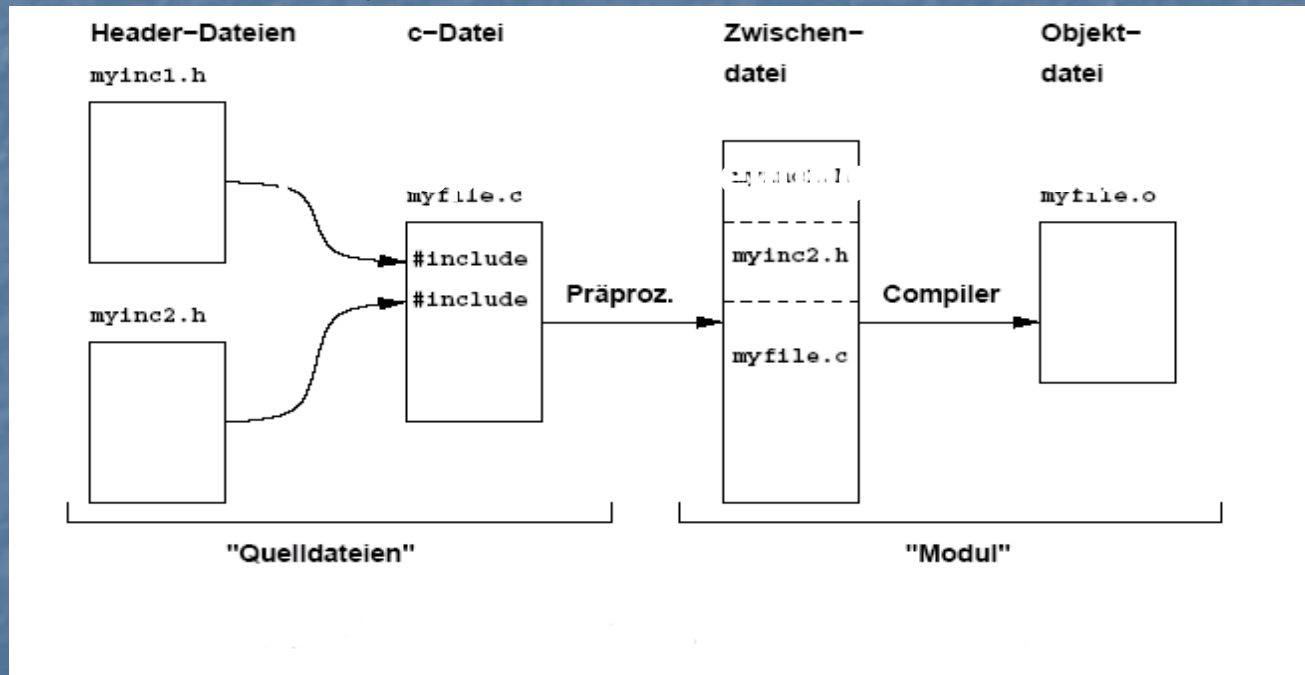 Header-Dateien
c-Datei
Zwischen-
datei
Objekt-
datei
myinc1.h
myfile.c
myfile.o
#include
#include
myinc2.h
myinc2.h
Präproz.
Compiler
myfile.c
"Quelldateien"
"Modul"